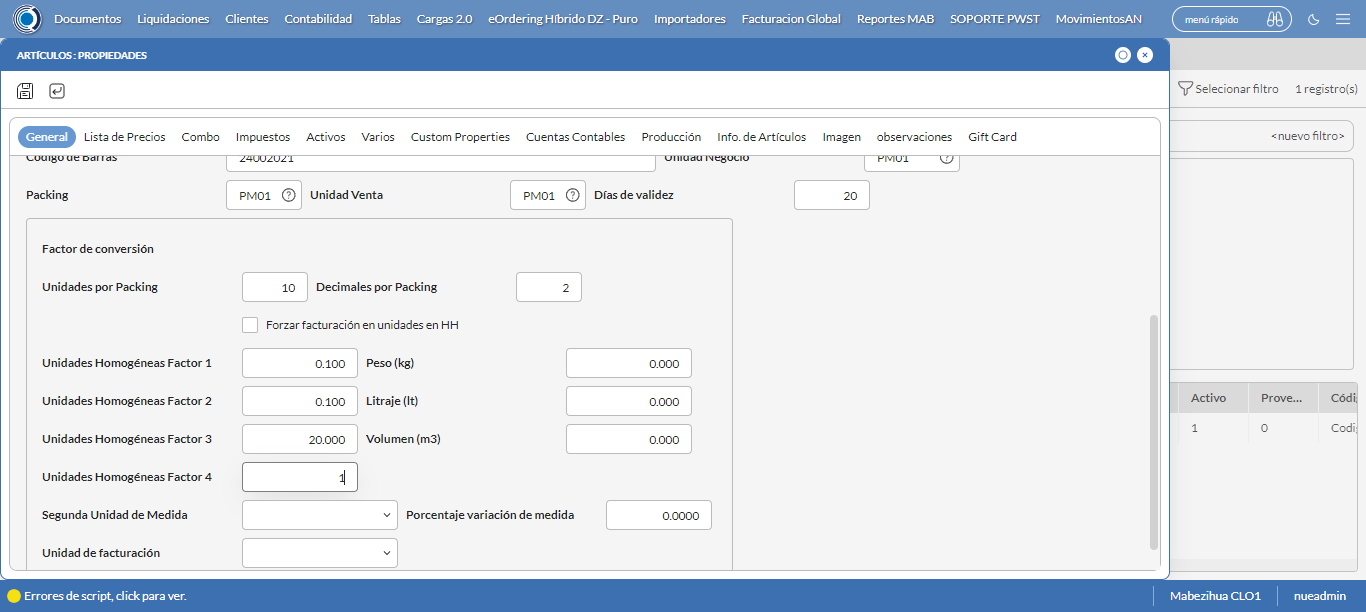 Documentos Liquidaciones Clientes Contabilidad Tablas Cargas 2.0 eOrdering Híbrido DZ - Puro Importadores Facturacion Global Reportes MAB SOPORTE PWST MovimientosAN menú rápido
ARTÍCULOS : PROPIEDADES
Selecionar filtro 1 registro(s)
General Lista de Precios Combo Impuestos Activos Varios Custom Properties Cuentas Contables Producción Info. de Artículos Imagen observaciones Gift Card
<nuevo filtro>
Código de Barras 24002021 Unidad Negocio PM01
Packing PM01 Unidad Venta PM01 Días de validez 20
Factor de conversión
Unidades por Packing 10 Decimales por Packing 2
Forzar facturación en unidades en HH
Unidades Homogéneas Factor 1 0.100 Peso (kg) 0.000
Unidades Homogéneas Factor 2 0.100 Litraje (lt) 0.000
Activo Prove... Códi
Unidades Homogéneas Factor 3 20.000 Volumen (m3) 0.000
1 0 Codi
Unidades Homogéneas Factor 4 1
Segunda Unidad de Medida Porcentaje variación de medida 0.0000
Unidad de facturación
Errores de script, click para ver. Mabezihua CLO1 nueadmin